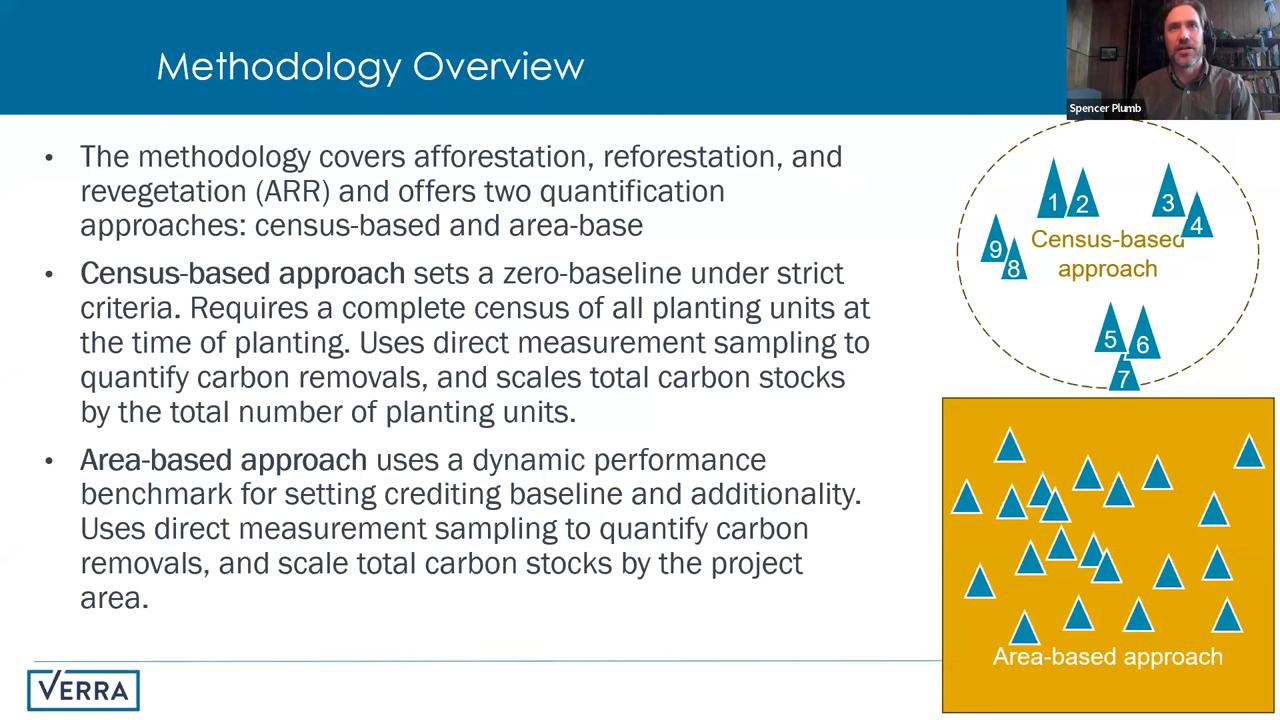 Methodology Overview
Spencer Plumb
• The methodology covers afforestation, reforestation, and
revegetation (ARR) and offers two quantification
approaches: census-based and area-base
• Census-based approach sets a zero-baseline under strict
criteria. Requires a complete census of all planting units at
the time of planting. Uses direct measurement sampling to
quantify carbon removals, and scales total carbon stocks
by the total number of planting units.
• Area-based approach uses a dynamic performance
benchmark for setting crediting baseline and additionality.
Uses direct measurement sampling to quantify carbon
removals, and scale total carbon stocks by the project
area.
1 2 3 4
9 8
Census-based
approach
5 6
7
Area-based approach
VERRA